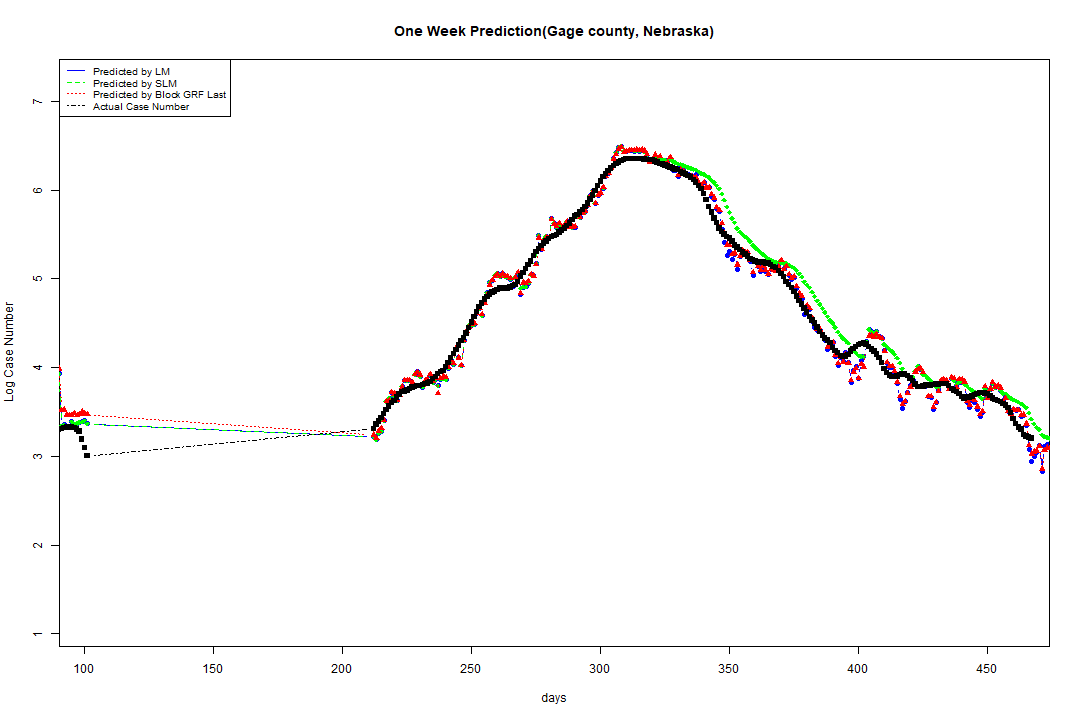 One Week Prediction(Gage county, Nebraska)
Predicted by LM
Predicted by SLM
Predicted by Block GRF Last
Actual Case Number
Log Case Number
7
6
5
4
3
2
1
100 150 200 250 300 350 400 450
days